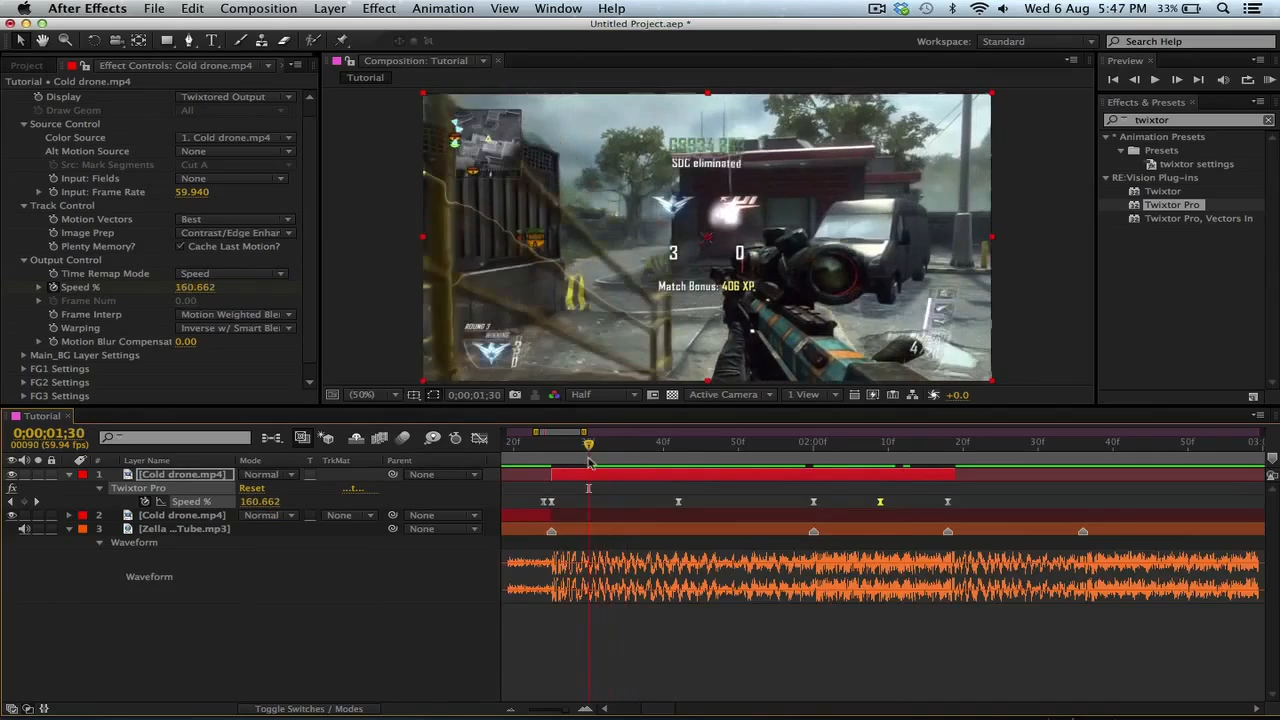 After Effects File Edit Composition Layer Effect Animation View Window Help Wed 6 Aug 5:47 PM 33%
Untitled Project.aep *
Workspace: Standard Search Help
Project Effect Controls: Cold drone.mp4 Composition: Tutorial Preview
Tutorial • Cold drone.mp4 Tutorial
Display Twixtored Output
Draw Geom All
Source Control
Color Source 1. Cold drone.mp4
Alt Motion Source None
Src: Mark Segments Cut A
Input: Fields None
Input: Frame Rate 59.940
Track Control
Motion Vectors Best
Image Prep Contrast/Edge Enhar
Plenty Memory? Cache Last Motion?
Output Control
Time Remap Mode Speed
Speed % 160.662
Frame Num 0.00
Frame Interp Motion Weighted Ble
Warping Inverse w/ Smart Ble
Motion Blur Compensat 0.00
Main_BG Layer Settings
FG1 Settings
FG2 Settings
FG3 Settings
SDC eliminated
3 0
Match Bonus: 406 XP
ROUND 3
WINNING
4
(50%) 0;00;01;30 Half Active Camera 1 View +0.0
Effects & Presets
twixtor
* Animation Presets
Presets
twixtor settings
RE:Vision Plug-ins
Twixtor
Twixtor Pro
Twixtor Pro, Vectors In
Tutorial
0;00;01;30
00090 (59.94 fps)
20f 40f 50f 02:00f 10f 20f 30f 40f 50f 03:0
# Layer Name Mode T TrkMat Parent
1 [Cold drone.mp4] Normal None
Twixtor Pro Reset ...t...
Speed % 160.662
2 [Cold drone.mp4] Normal None None
3 [Zella ...Tube.mp3] None
Waveform
Waveform
Toggle Switches / Modes